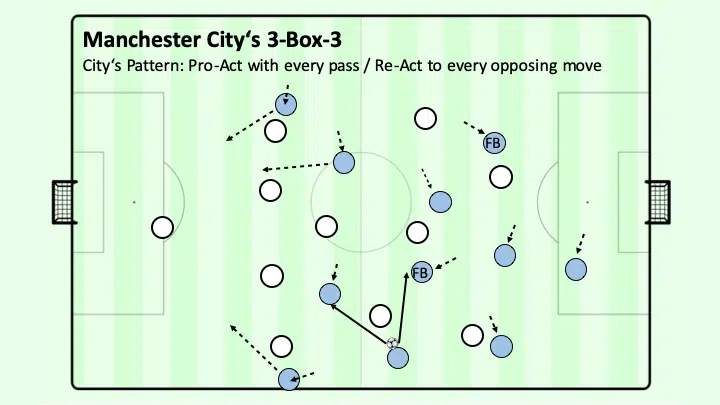 Manchester City‘s 3-Box-3
City‘s Pattern: Pro-Act with every pass / Re-Act to every opposing move
FB
FB